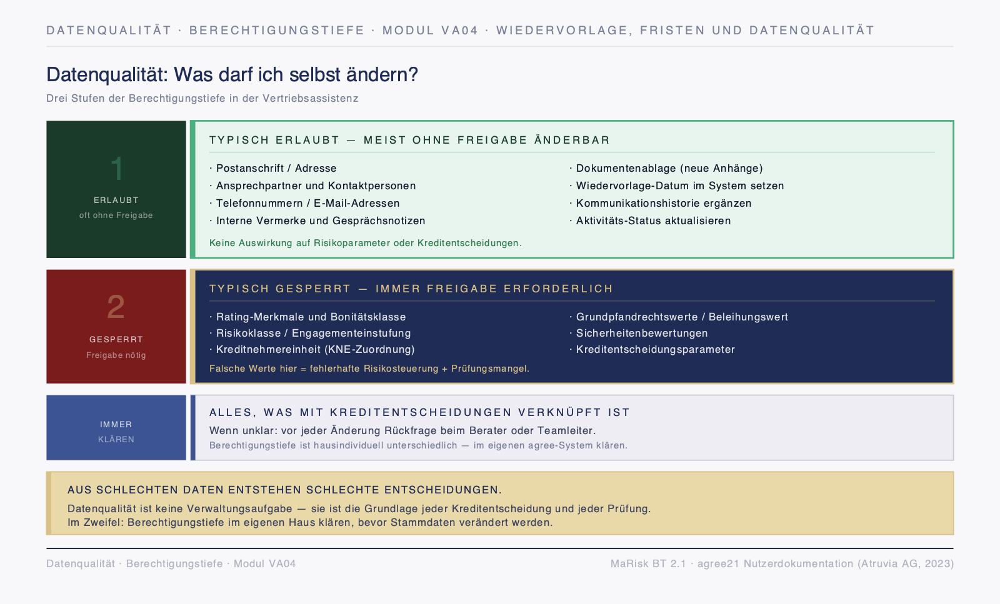 DATENQUALITÄT · BERECHTIGUNGSTIEFE · MODUL VA04 · WIEDERVORLAGE, FRISTEN UND DATENQUALITÄT
Datenqualität: Was darf ich selbst ändern?
Drei Stufen der Berechtigungstiefe in der Vertriebsassistenz
1
ERLAUBT
oft ohne Freigabe
TYPISCH ERLAUBT — MEIST OHNE FREIGABE ÄNDERBAR
· Postanschrift / Adresse
· Ansprechpartner und Kontaktpersonen
· Telefonnummern / E-Mail-Adressen
· Interne Vermerke und Gesprächsnotizen
· Dokumentenablage (neue Anhänge)
· Wiedervorlage-Datum im System setzen
· Kommunikationshistorie ergänzen
· Aktivitäts-Status aktualisieren
Keine Auswirkung auf Risikoparameter oder Kreditentscheidungen.
2
GESPERRT
Freigabe nötig
TYPISCH GESPERRT — IMMER FREIGABE ERFORDERLICH
· Rating-Merkmale und Bonitätsklasse
· Risikoklasse / Engagementeinstufung
· Kreditnehmereinheit (KNE-Zuordnung)
· Grundpfandrechtswerte / Beleihungswert
· Sicherheitenbewertungen
· Kreditentscheidungsparameter
Falsche Werte hier = fehlerhafte Risikosteuerung + Prüfungsmangel.
IMMER
KLÄREN
ALLES, WAS MIT KREDITENTSCHEIDUNGEN VERKNÜPFT IST
Wenn unklar: vor jeder Änderung Rückfrage beim Berater oder Teamleiter.
Berechtigungstiefe ist hausindividuell unterschiedlich — im eigenen agree-System klären.
AUS SCHLECHTEN DATEN ENTSTEHEN SCHLECHTE ENTSCHEIDUNGEN.
Datenqualität ist keine Verwaltungsaufgabe — sie ist die Grundlage jeder Kreditentscheidung und jeder Prüfung.
Im Zweifel: Berechtigungstiefe im eigenen Haus klären, bevor Stammdaten verändert werden.
Datenqualität · Berechtigungstiefe · Modul VA04
MaRisk BT 2.1 · agree21 Nutzerdokumentation (Atruvia AG, 2023)